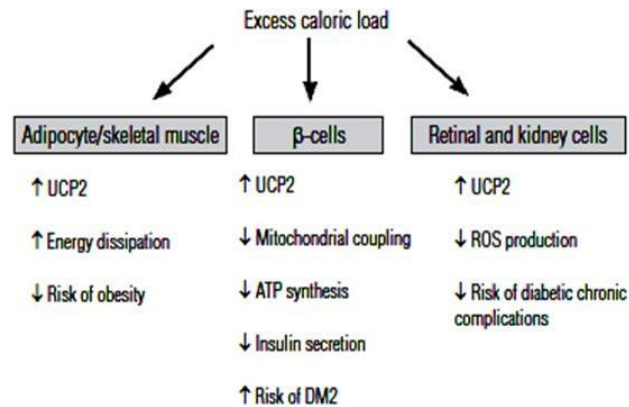 Excess caloric load
Adipocyte/skeletal muscle
↑ UCP2
↑ Energy dissipation
↓ Risk of obesity
β-cells
↑ UCP2
↓ Mitochondrial coupling
↓ ATP synthesis
↓ Insulin secretion
↑ Risk of DM2
Retinal and kidney cells
↑ UCP2
↓ ROS production
↓ Risk of diabetic chronic
complications